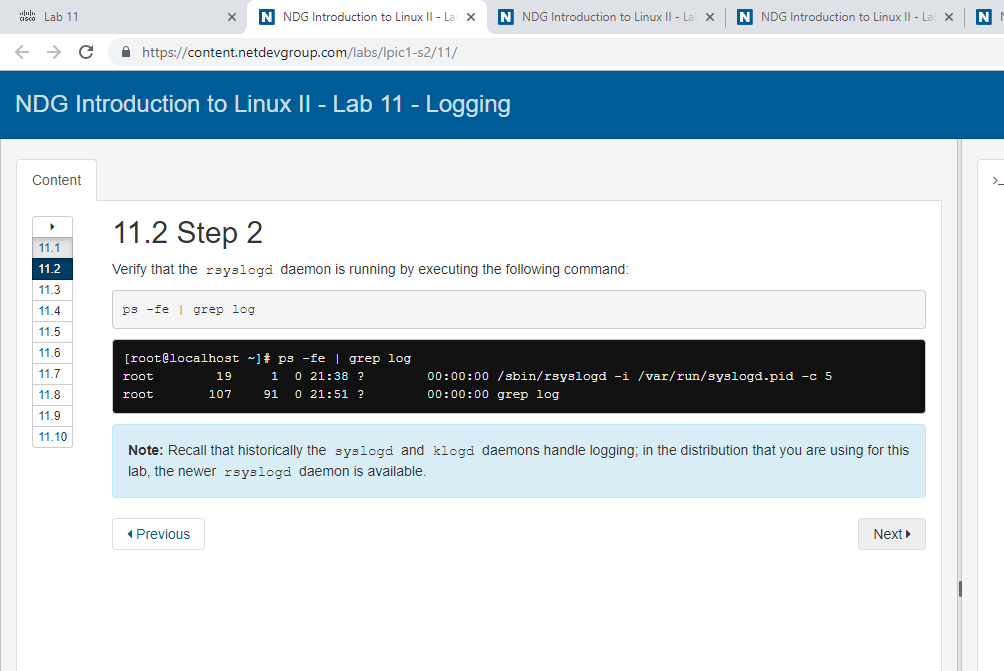 cisco Lab 11
NDG Introduction to Linux II - La
NDG Introduction to Linux II - La
NDG Introduction to Linux II - La
https://content.netdevgroup.com/labs/lpic1-s2/11/
NDG Introduction to Linux II - Lab 11 - Logging
Content
>_
11.1
11.2
11.3
11.4
11.5
11.6
11.7
11.8
11.9
11.10
11.2 Step 2
Verify that the rsyslogd daemon is running by executing the following command:
ps -fe | grep log
[root@localhost ~]# ps -fe | grep log
root 19 1 0 21:38 ? 00:00:00 /sbin/rsyslogd -i /var/run/syslogd.pid -c 5
root 107 91 0 21:51 ? 00:00:00 grep log
Note: Recall that historically the syslogd and klogd daemons handle logging; in the distribution that you are using for this
lab, the newer rsyslogd daemon is available.
Previous
Next